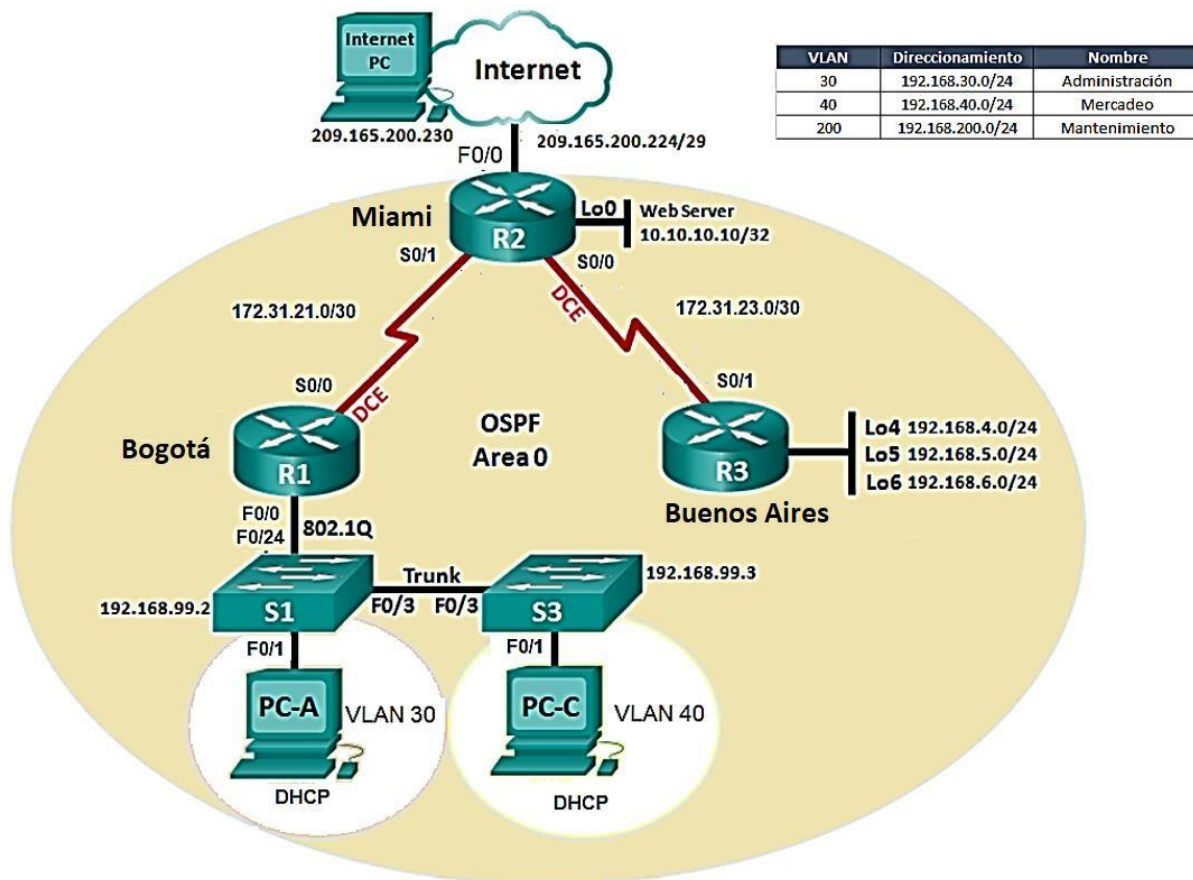 Internet
PC
Internet
209.165.200.230
209.165.200.224/29
F0/0
VLAN Direccionamiento Nombre
30 192.168.30.0/24 Administración
40 192.168.40.0/24 Mercadeo
200 192.168.200.0/24 Mantenimiento
Miami
R2
Lo0
Web Server
10.10.10.10/32
S0/1
S0/0
DCE
172.31.21.0/30
172.31.23.0/30
S0/0
DCE
S0/1
Bogotá
R1
OSPF
Area 0
R3
Buenos Aires
Lo4 192.168.4.0/24
Lo5 192.168.5.0/24
Lo6 192.168.6.0/24
F0/0
F0/24
802.1Q
Trunk
F0/3 F0/3
192.168.99.2
S1
S3
192.168.99.3
F0/1
F0/1
PC-A
VLAN 30
DHCP
PC-C
VLAN 40
DHCP